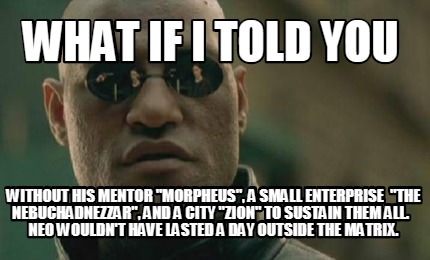 WHAT IF I TOLD YOU
WITHOUT HIS MENTOR "MORPHEUS", A SMALL ENTERPRISE "THE
NEBUCHADNEZZAR", AND A CITY "ZION" TO SUSTAIN THEM ALL.
NEO WOULDN'T HAVE LASTED A DAY OUTSIDE THE MATRIX.